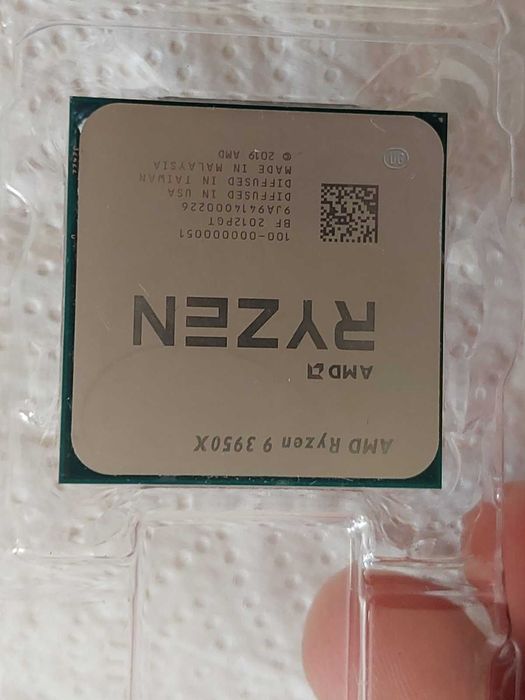 AMD Ryzen 9 3950X
AMD
RYZEN
100-000000051
BF 2012PGT
9JA9414000226
DIFFUSED IN USA
DIFFUSED IN TAIWAN
MADE IN MALAYSIA
© 2019 AMD